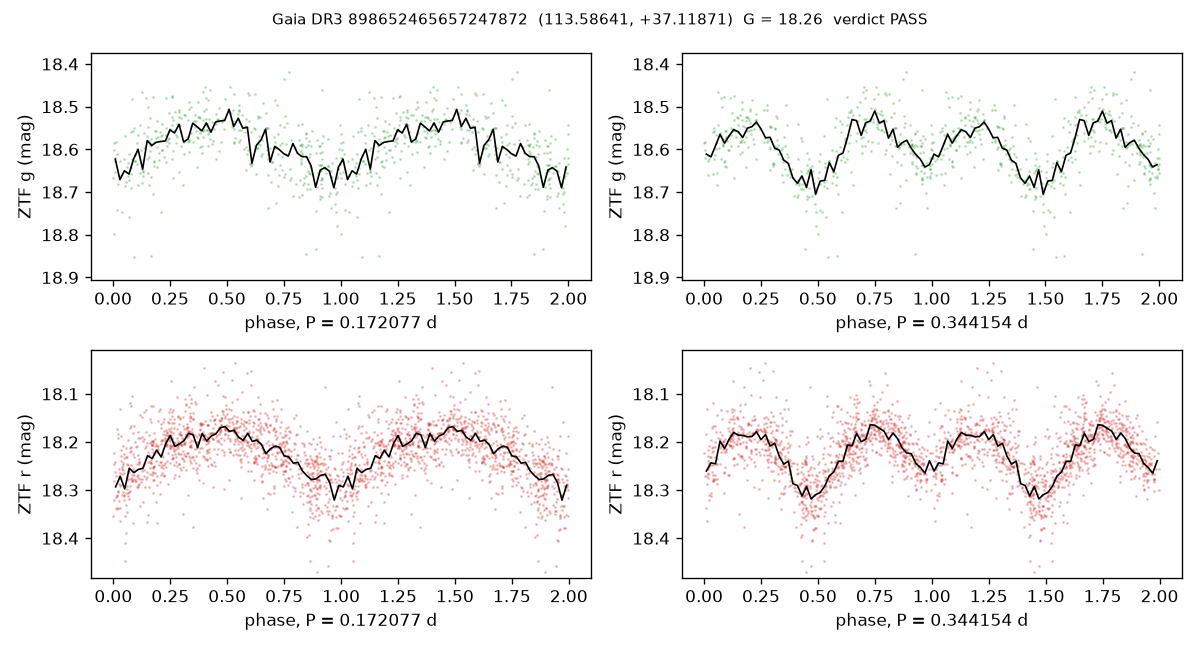 Gaia DR3 898652465657247872 (113.58641, +37.11871) G = 18.26 verdict PASS
ZTF g (mag)
18.4
18.5
18.6
18.7
18.8
18.9
0.00 0.25 0.50 0.75 1.00 1.25 1.50 1.75 2.00
phase, P = 0.172077 d
ZTF g (mag)
18.4
18.5
18.6
18.7
18.8
18.9
0.00 0.25 0.50 0.75 1.00 1.25 1.50 1.75 2.00
phase, P = 0.344154 d
ZTF r (mag)
18.1
18.2
18.3
18.4
0.00 0.25 0.50 0.75 1.00 1.25 1.50 1.75 2.00
phase, P = 0.172077 d
ZTF r (mag)
18.1
18.2
18.3
18.4
0.00 0.25 0.50 0.75 1.00 1.25 1.50 1.75 2.00
phase, P = 0.344154 d